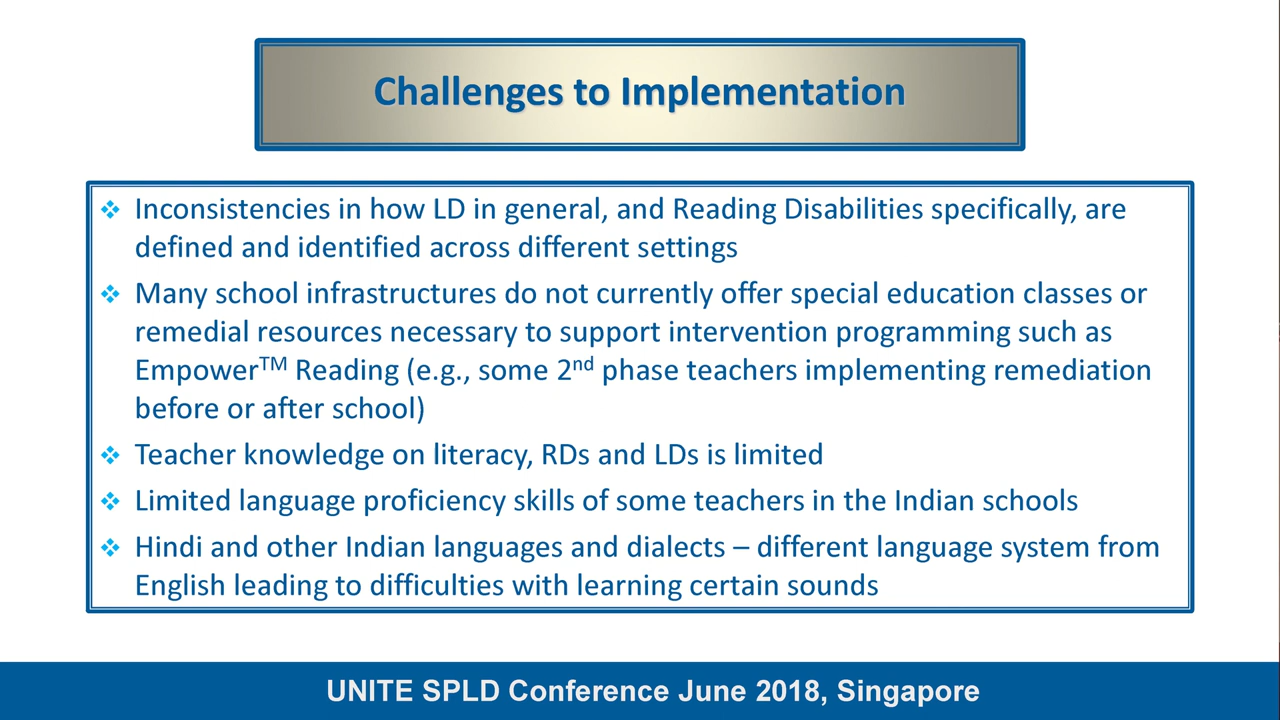 Challenges to Implementation
❖ Inconsistencies in how LD in general, and Reading Disabilities specifically, are
defined and identified across different settings
❖ Many school infrastructures do not currently offer special education classes or
remedial resources necessary to support intervention programming such as
Empower™ Reading (e.g., some 2nd phase teachers implementing remediation
before or after school)
❖ Teacher knowledge on literacy, RDs and LDs is limited
❖ Limited language proficiency skills of some teachers in the Indian schools
❖ Hindi and other Indian languages and dialects – different language system from
English leading to difficulties with learning certain sounds
UNITE SPLD Conference June 2018, Singapore